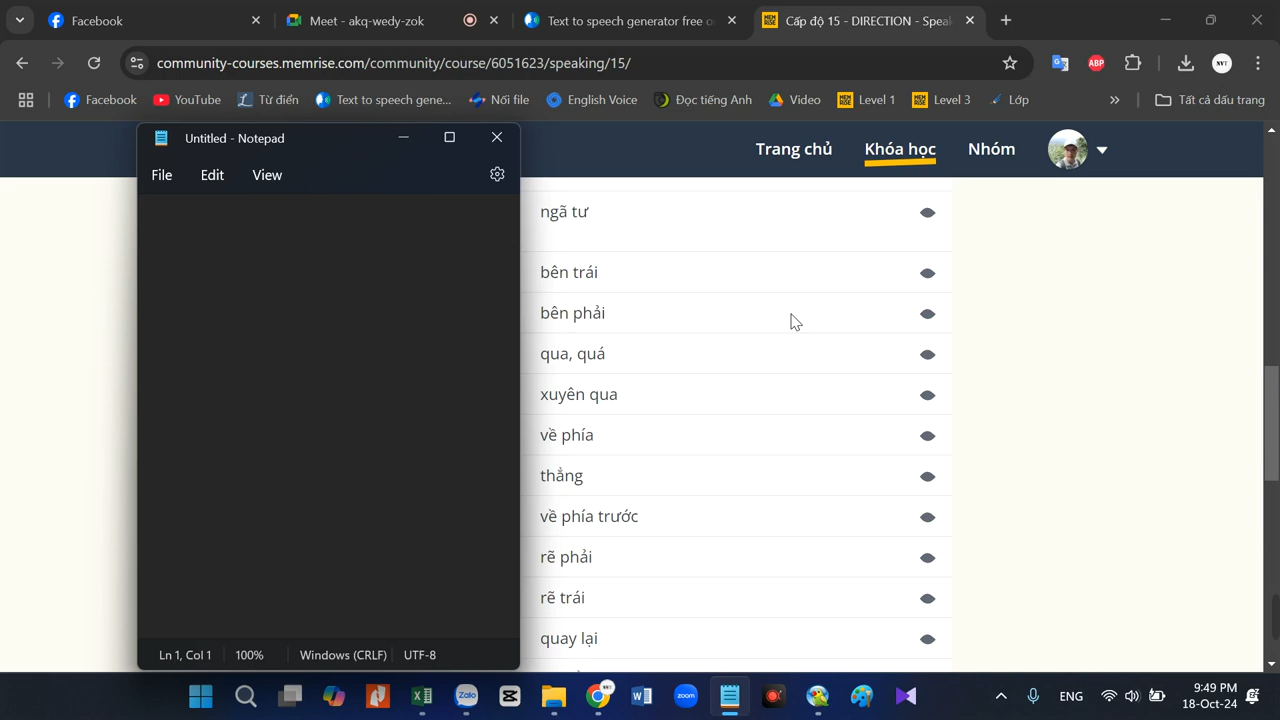 Facebook
Meet - akq-wedy-zok
Text to speech generator free o
Cấp độ 15 - DIRECTION - Speak
community-courses.memrise.com/community/course/6051623/speaking/15/
Facebook
YouTube
Từ điển
Text to speech gene...
Nối file
English Voice
Đọc tiếng Anh
Video
Level 1
Level 3
Lớp
Tất cả dấu trang
Untitled - Notepad
File
Edit
View
Trang chủ
Khóa học
Nhóm
ngã tư
bên trái
bên phải
qua, quá
xuyên qua
về phía
thẳng
về phía trước
rẽ phải
rẽ trái
quay lại
Ln 1, Col 1
100%
Windows (CRLF)
UTF-8
ENG
9:49 PM
18-Oct-24